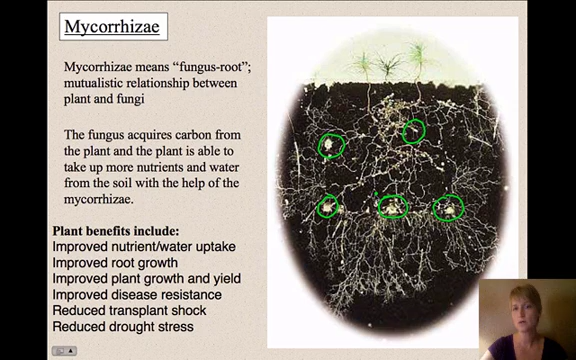 Mycorrhizae
Mycorrhizae means “fungus-root”;
mutualistic relationship between
plant and fungi
The fungus acquires carbon from
the plant and the plant is able to
take up more nutrients and water
from the soil with the help of the
mycorrhizae.
Plant benefits include:
Improved nutrient/water uptake
Improved root growth
Improved plant growth and yield
Improved disease resistance
Reduced transplant shock
Reduced drought stress